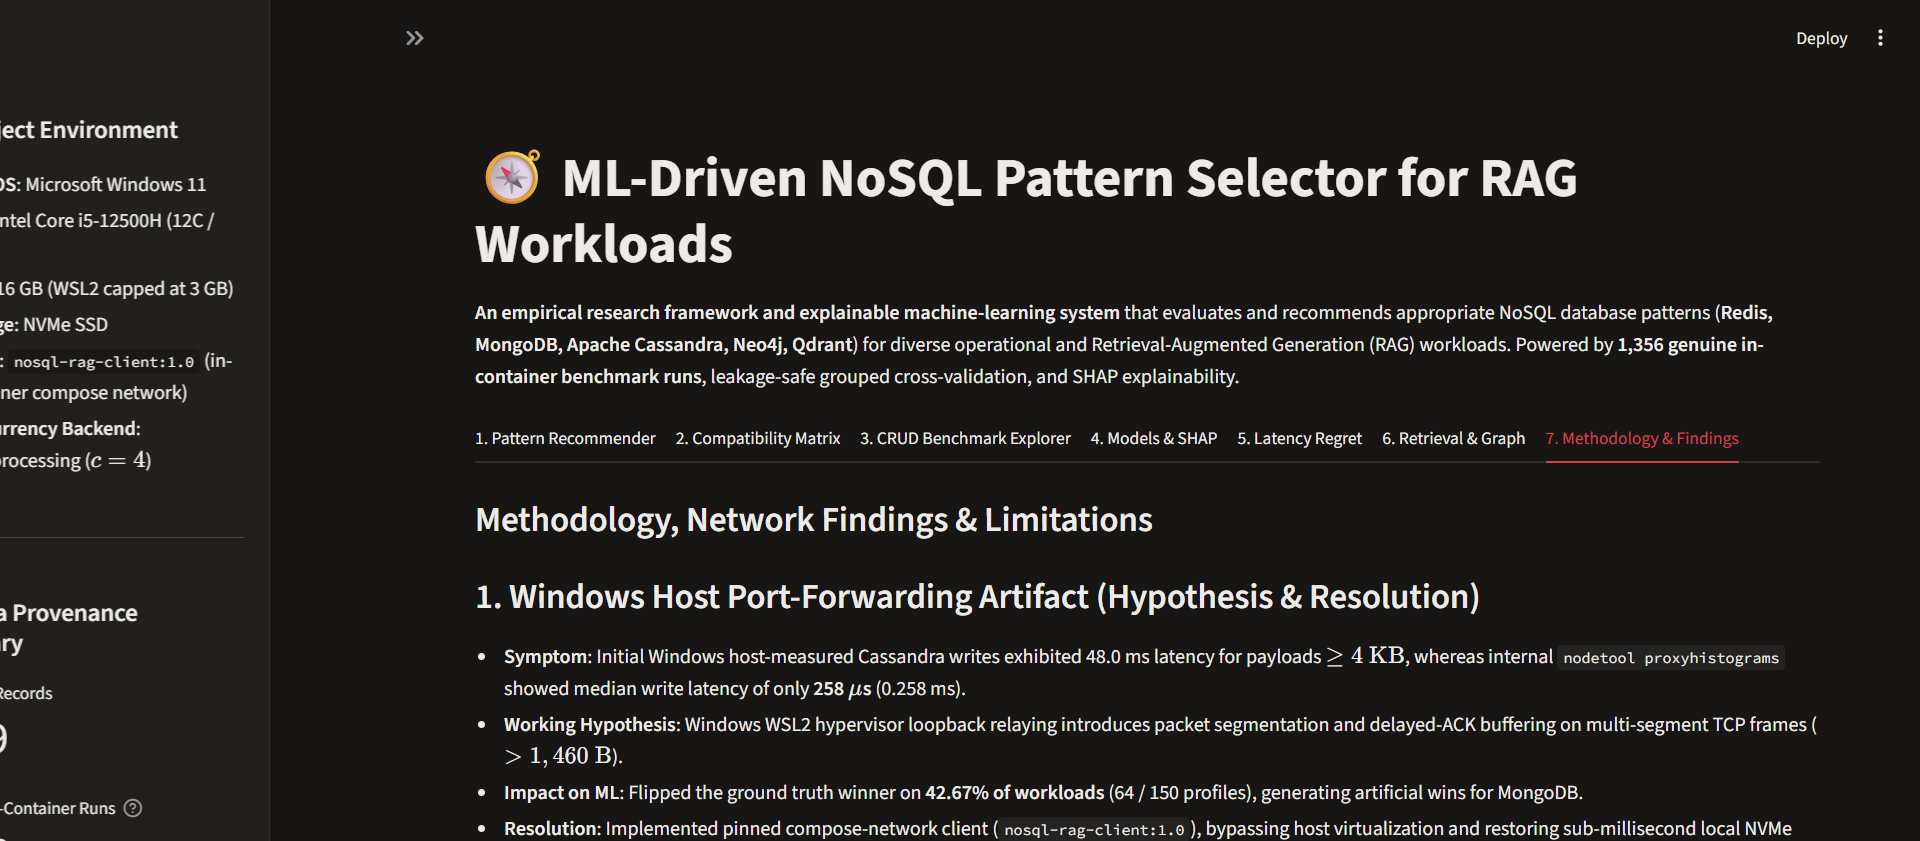 Deploy
ject Environment
OS: Microsoft Windows 11
ntel Core i5-12500H (12C /
16 GB (WSL2 capped at 3 GB)
ge: NVMe SSD
: nosql-rag-client:1.0 (in-
ner compose network)
urrency Backend:
rocessing (c = 4)
a Provenance
ry
Records
9
-Container Runs
ML-Driven NoSQL Pattern Selector for RAG
Workloads
An empirical research framework and explainable machine-learning system that evaluates and recommends appropriate NoSQL database patterns (Redis,
MongoDB, Apache Cassandra, Neo4j, Qdrant) for diverse operational and Retrieval-Augmented Generation (RAG) workloads. Powered by 1,356 genuine in-
container benchmark runs, leakage-safe grouped cross-validation, and SHAP explainability.
1. Pattern Recommender 2. Compatibility Matrix 3. CRUD Benchmark Explorer 4. Models & SHAP 5. Latency Regret 6. Retrieval & Graph 7. Methodology & Findings
Methodology, Network Findings & Limitations
1. Windows Host Port-Forwarding Artifact (Hypothesis & Resolution)
• Symptom: Initial Windows host-measured Cassandra writes exhibited 48.0 ms latency for payloads ≥ 4 KB, whereas internal nodetool proxyhistograms
showed median write latency of only 258 μs (0.258 ms).
• Working Hypothesis: Windows WSL2 hypervisor loopback relaying introduces packet segmentation and delayed-ACK buffering on multi-segment TCP frames (
> 1,460 B).
• Impact on ML: Flipped the ground truth winner on 42.67% of workloads (64 / 150 profiles), generating artificial wins for MongoDB.
• Resolution: Implemented pinned compose-network client ( nosql-rag-client:1.0 ), bypassing host virtualization and restoring sub-millisecond local NVMe